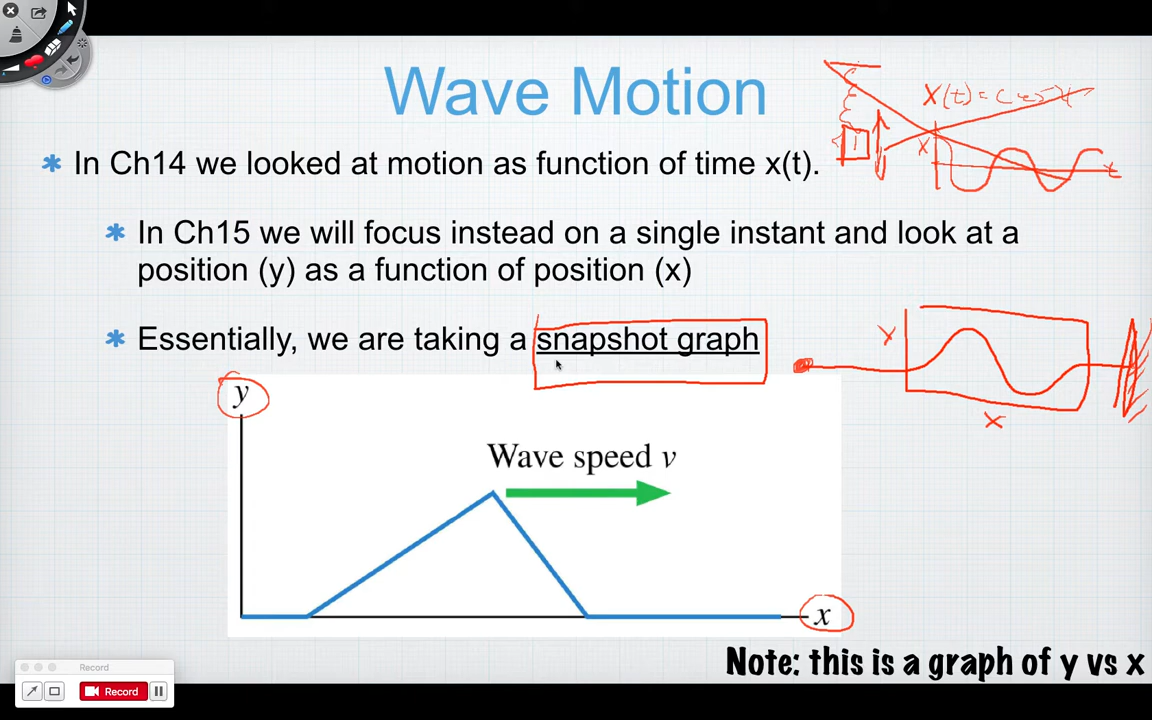 Wave Motion
X(t) = cos t
X
t
In Ch14 we looked at motion as function of time x(t).
In Ch15 we will focus instead on a single instant and look at a
position (y) as a function of position (x)
Essentially, we are taking a snapshot graph
y
Wave speed v
x
X
Note: this is a graph of y vs x
Record
Record